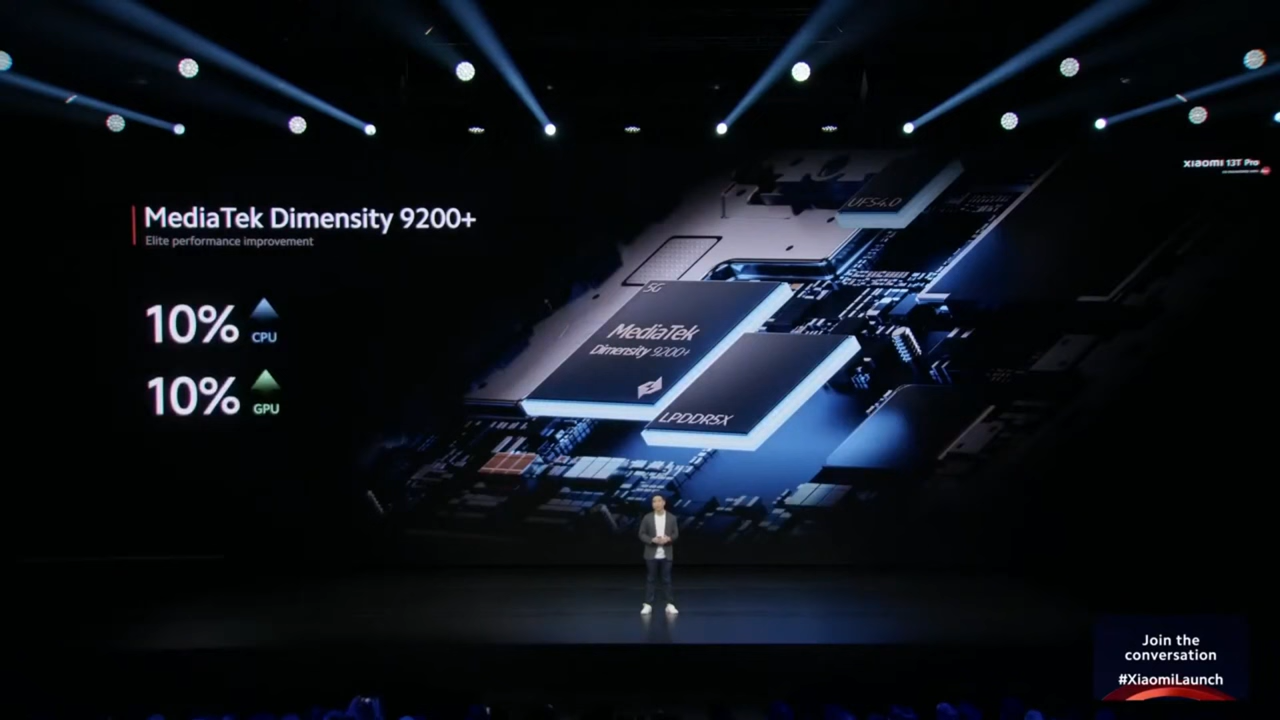 xiaomi 13T Pro
MediaTek Dimensity 9200+
Elite performance improvement
10% CPU
10% GPU
UFS4.0
5G
MediaTek
Dimensity 9200+
LPDDR5X
Join the
conversation
#XiaomiLaunch